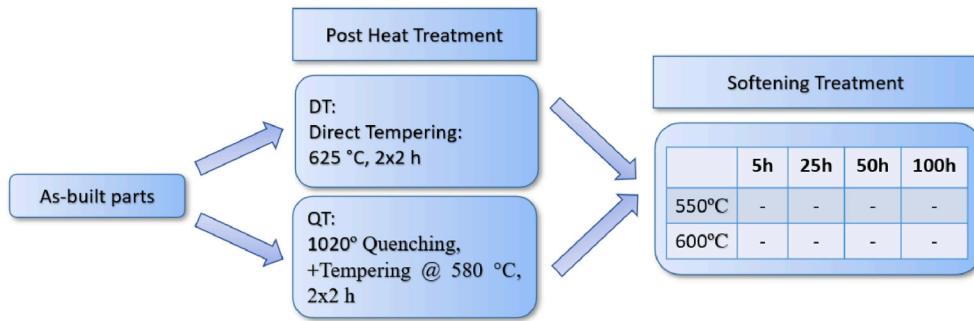 Post Heat Treatment
Softening Treatment
DT:
Direct Tempering:
625 °C, 2x2 h
As-built parts
QT:
1020º Quenching,
+Tempering @ 580 °C,
2x2 h
5h 25h 50h 100h
550ºC - - - -
600ºC - - - -